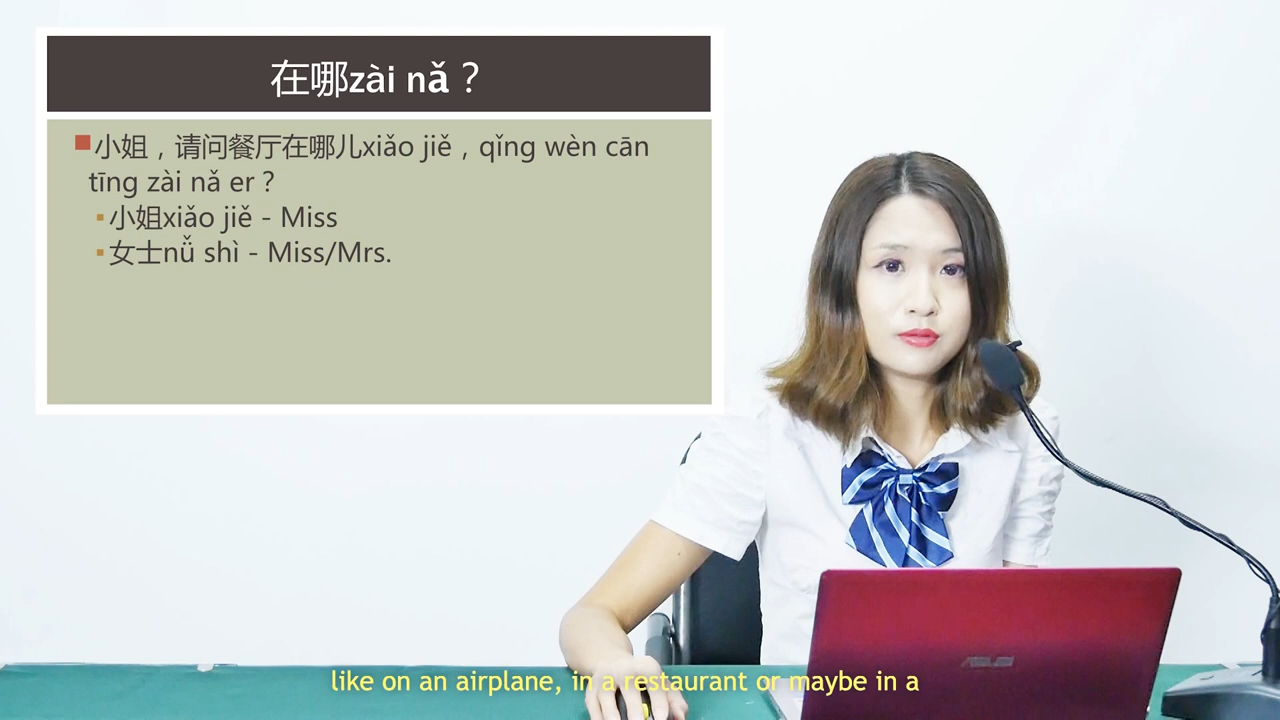 在哪zài nǎ？
小姐，请问餐厅在哪儿xiǎo jiě，qǐng wèn cān
tīng zài nǎ er？
小姐xiǎo jiě - Miss
女士nǚ shì - Miss/Mrs.
ASUS
like on an airplane, in a restaurant or maybe in a